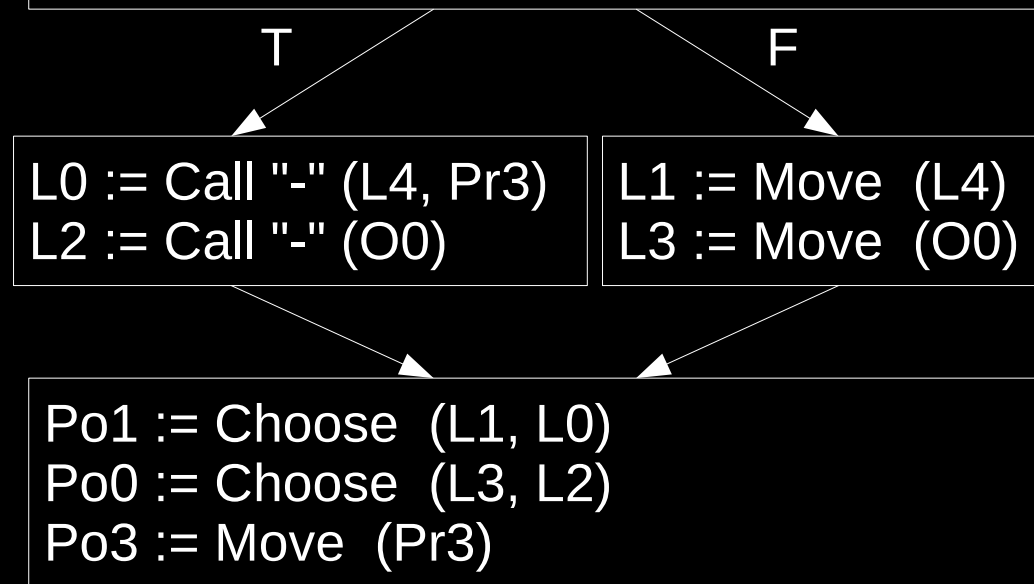 T
F
L0 := Call "-" (L4, Pr3)
L2 := Call "-" (O0)
L1 := Move  (L4)
L3 := Move  (O0)
Po1 := Choose  (L1, L0)
Po0 := Choose  (L3, L2)
Po3 := Move  (Pr3)